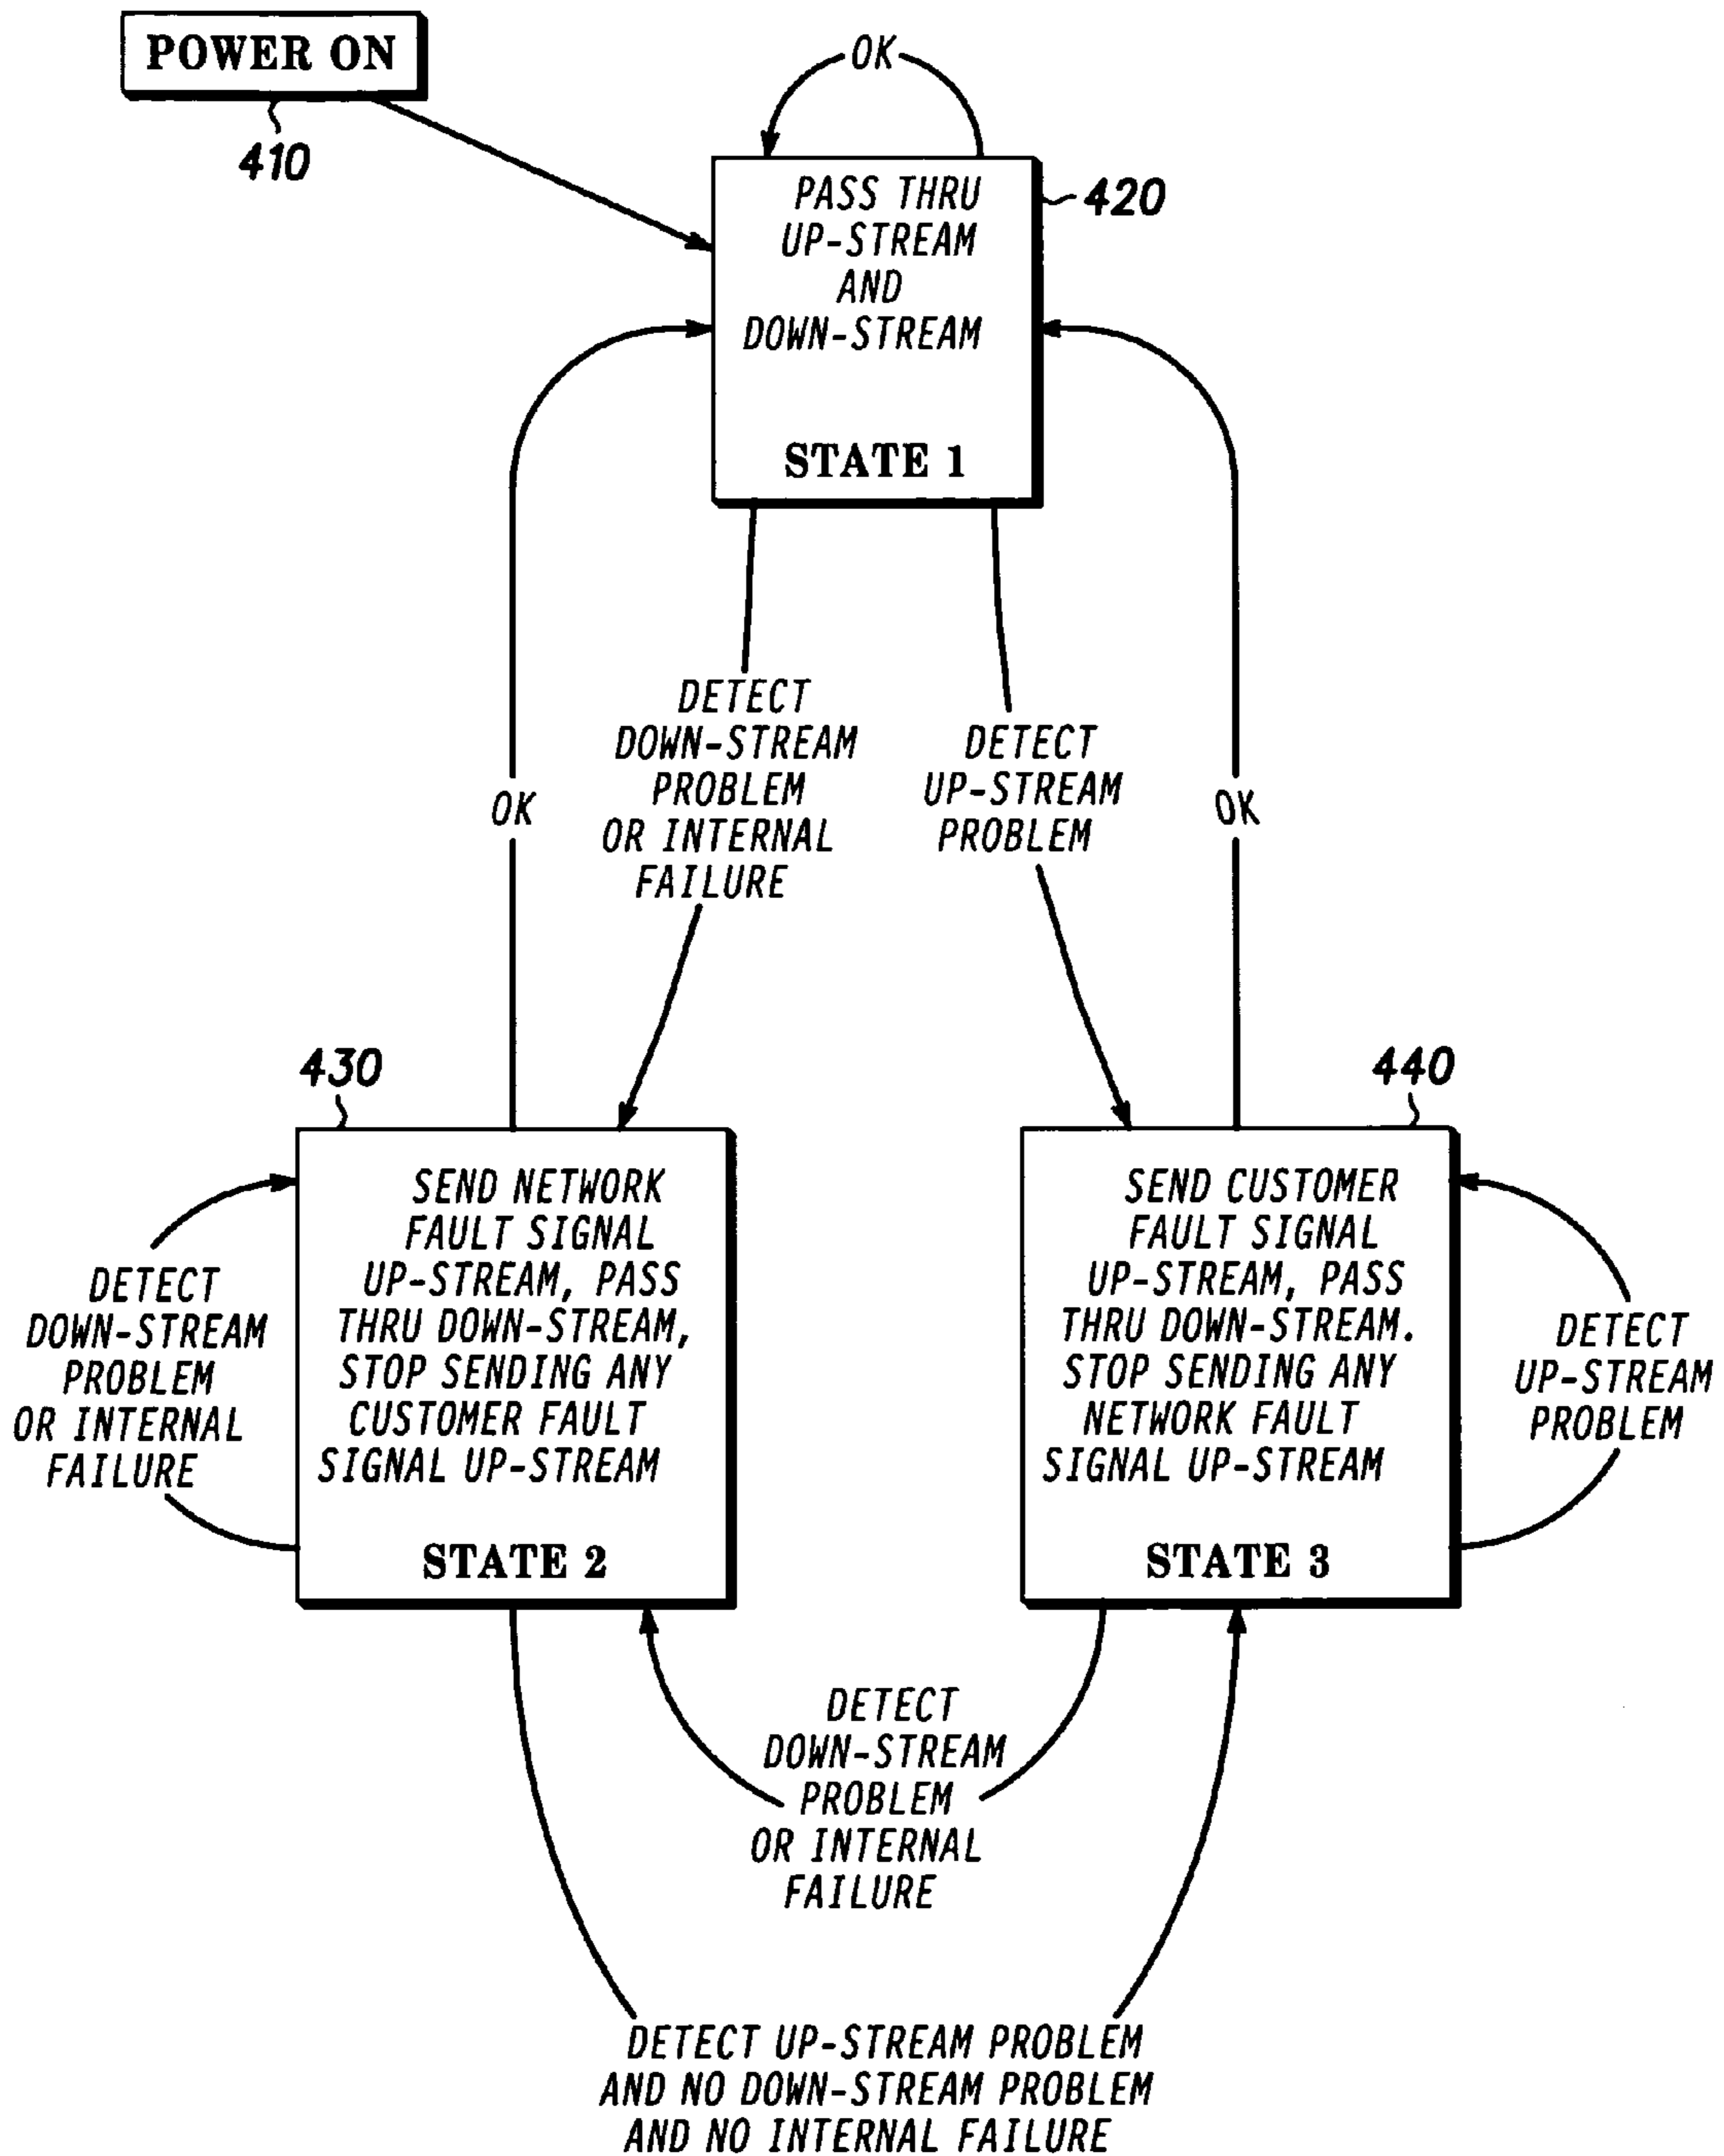 POWER ON
410
OK
PASS THRU
UP-STREAM
AND
DOWN-STREAM
STATE 1
420
DETECT
DOWN-STREAM
PROBLEM
OR INTERNAL
FAILURE
DETECT
UP-STREAM
PROBLEM
OK
OK
430
440
SEND NETWORK
FAULT SIGNAL
UP-STREAM, PASS
THRU DOWN-STREAM,
STOP SENDING ANY
CUSTOMER FAULT
SIGNAL UP-STREAM
STATE 2
SEND CUSTOMER
FAULT SIGNAL
UP-STREAM, PASS
THRU DOWN-STREAM.
STOP SENDING ANY
NETWORK FAULT
SIGNAL UP-STREAM
STATE 3
DETECT
DOWN-STREAM
PROBLEM
OR INTERNAL
FAILURE
DETECT
UP-STREAM
PROBLEM
DETECT
DOWN-STREAM
PROBLEM
OR INTERNAL
FAILURE
DETECT UP-STREAM PROBLEM
AND NO DOWN-STREAM PROBLEM
AND NO INTERNAL FAILURE